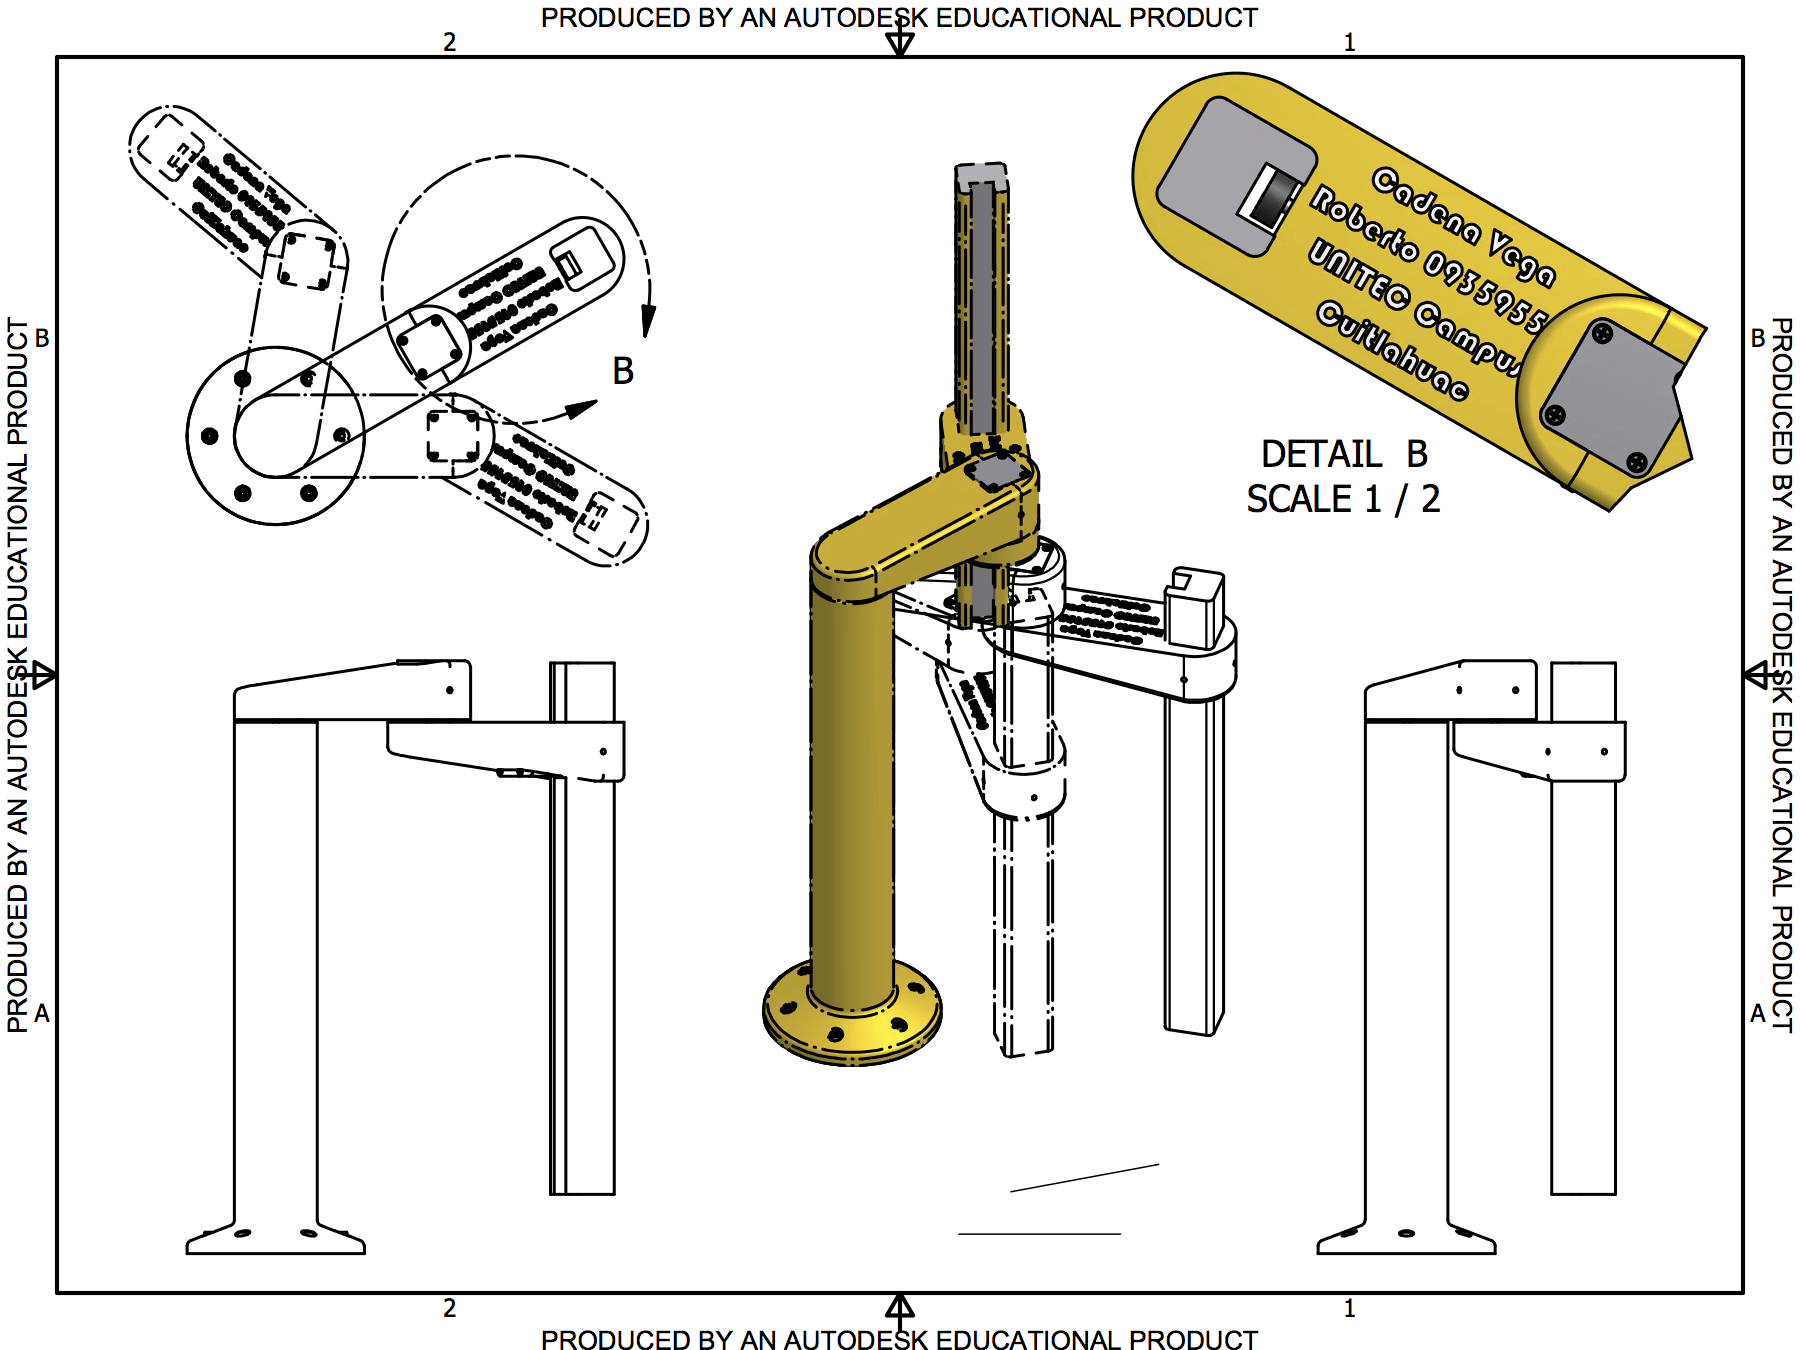 PRODUCED BY AN AUTODESK EDUCATIONAL PRODUCT
2
1
Cadena Vega
Roberto 0935955
UNITEC Campus
Cuitlahuac
B
B
B
DETAIL B
SCALE 1 / 2
PRODUCED BY AN AUTODESK EDUCATIONAL PRODUCT
PRODUCED BY AN AUTODESK EDUCATIONAL PRODUCT
A
A
2
1
PRODUCED BY AN AUTODESK EDUCATIONAL PRODUCT